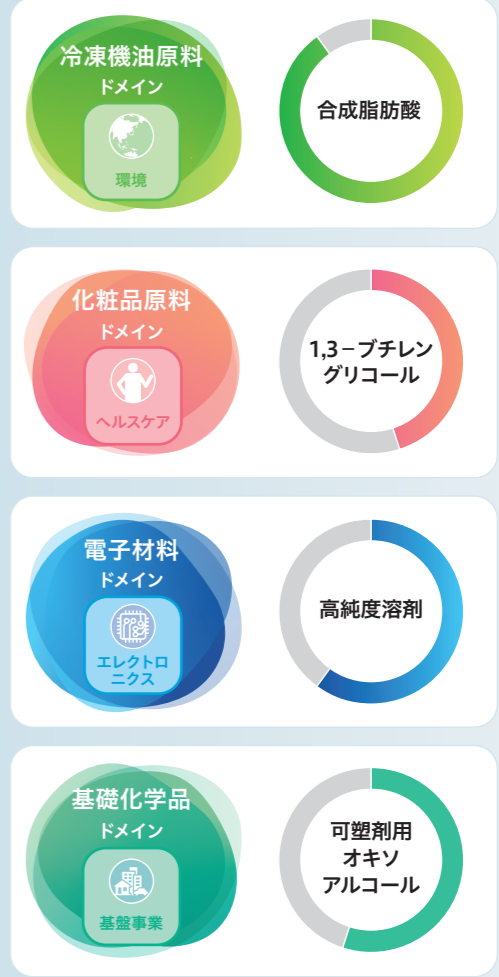 冷凍機油原料
ドメイン
環境
合成脂肪酸
化粧品原料
ドメイン
ヘルスケア
1,3−ブチレン
グリコール
電子材料
ドメイン
エレクトロ
ニクス
高純度溶剤
基礎化学品
ドメイン
基盤事業
可塑剤用
オキソ
アルコール